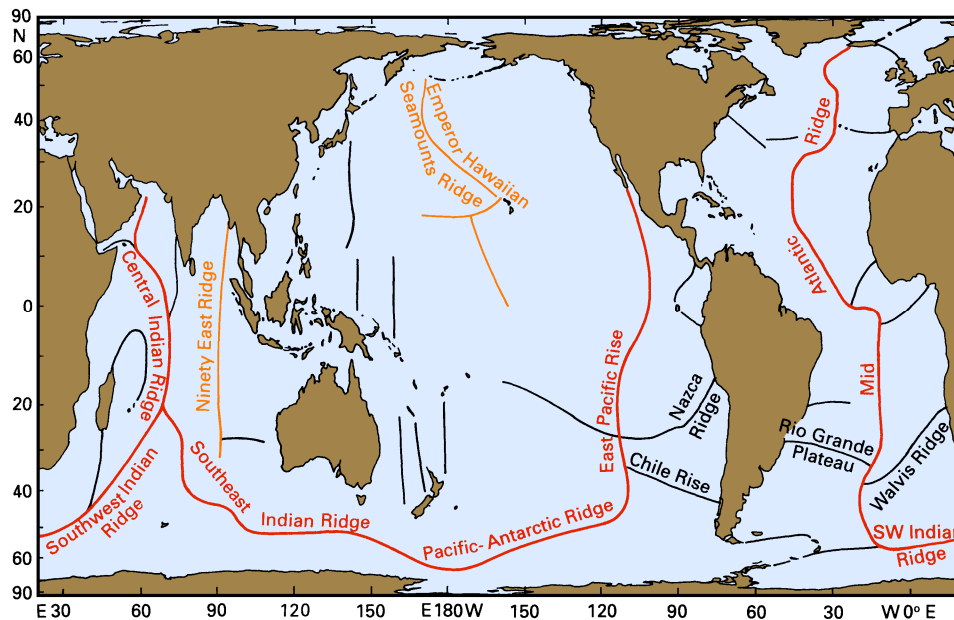 90
N
60
40
20
0
20
40
60
90
E 30
60
90
120
150
E 180 W
150
120
90
60
30
W 0° E
Emperor Hawaiian
Seamounts Ridge
Ridge
Atlantic
Mid
Central Indian Ridge
Ninety East Ridge
East Pacific Rise
Nazca
Ridge
Rio Grande
Plateau
Walvis Ridge
Chile Rise
Southeast
Indian Ridge
Southwest Indian
Ridge
Pacific-Antarctic Ridge
SW Indian
Ridge